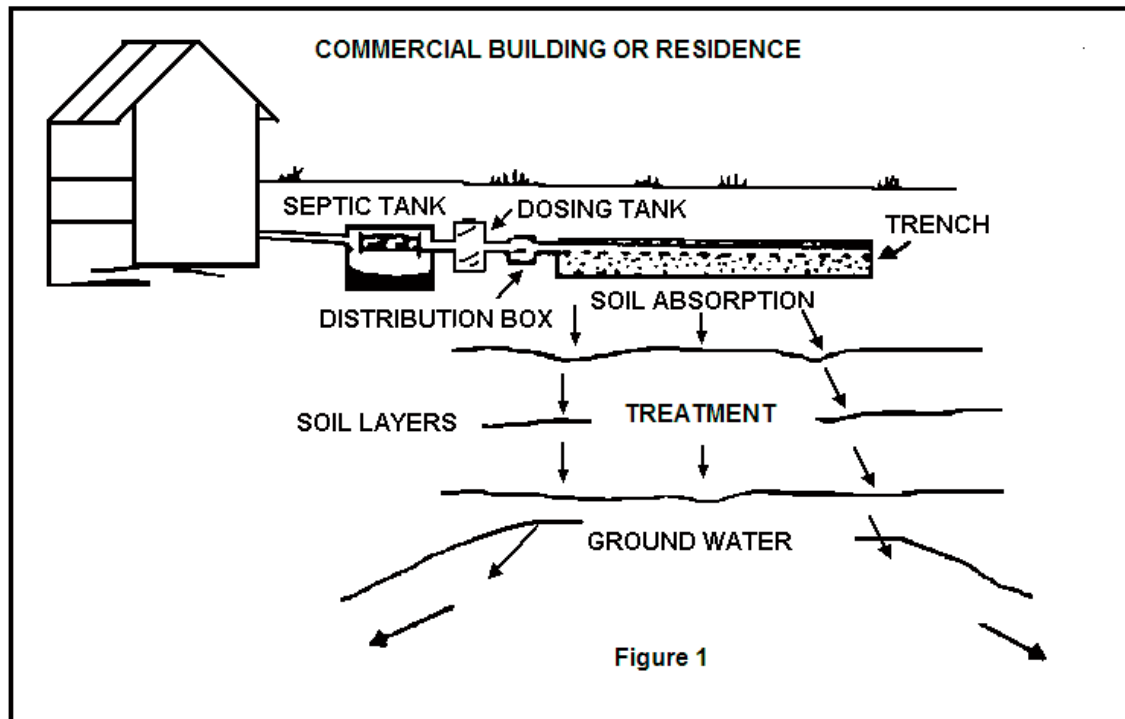 COMMERCIAL BUILDING OR RESIDENCE
SEPTIC TANK
DOSING TANK
TRENCH
DISTRIBUTION BOX
SOIL ABSORPTION
SOIL LAYERS
TREATMENT
GROUND WATER
Figure 1